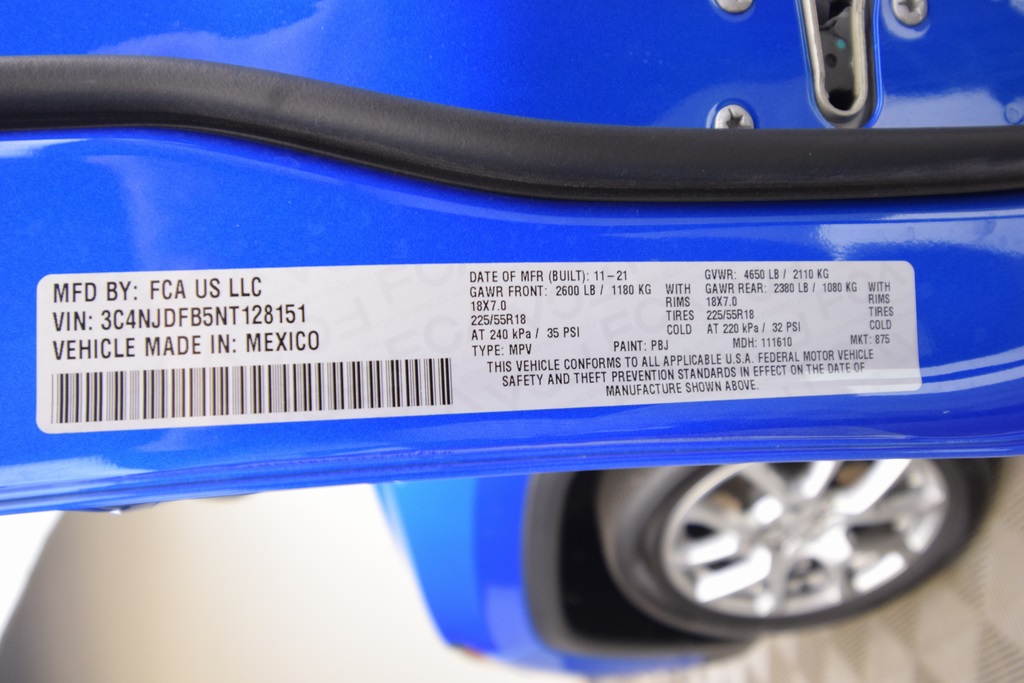 MFD BY: FCA US LLC
VIN: 3C4NJDFB5NT128151
VEHICLE MADE IN: MEXICO
DATE OF MFR (BUILT): 11-21 GVWR: 4650 LB / 2110 KG
GAWR FRONT: 2600 LB / 1180 KG WITH GAWR REAR: 2380 LB / 1080 KG WITH
18X7.0 RIMS 18X7.0 RIMS
225/55R18 TIRES 225/55R18 TIRES
AT 240 kPa / 35 PSI COLD AT 220 kPa / 32 PSI COLD
TYPE: MPV PAINT: PBJ MDH: 111610 MKT: 875
THIS VEHICLE CONFORMS TO ALL APPLICABLE U.S.A. FEDERAL MOTOR VEHICLE
SAFETY AND THEFT PREVENTION STANDARDS IN EFFECT ON THE DATE OF
MANUFACTURE SHOWN ABOVE.